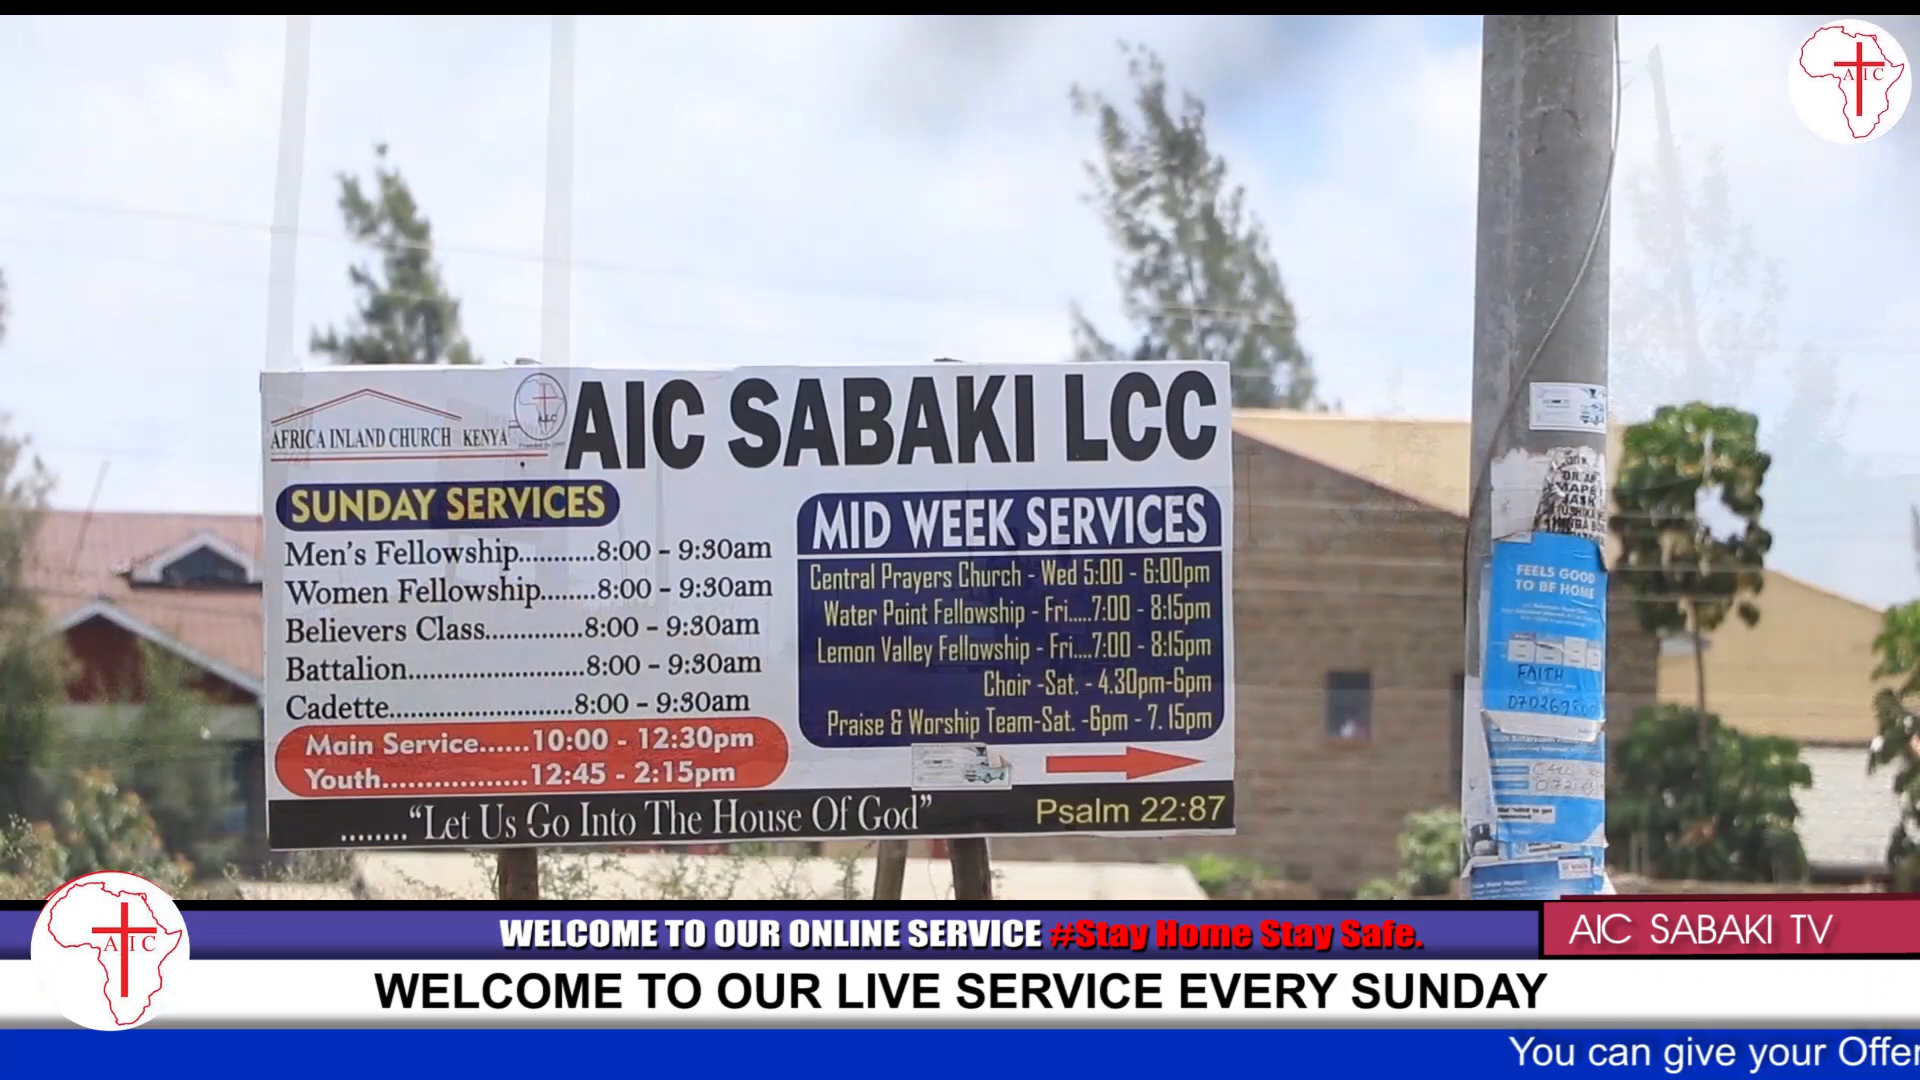 AIC
AFRICA INLAND CHURCH KENYA
AIC SABAKI LCC
SUNDAY SERVICES
Men's Fellowship...........8:00 - 9:30am
Women Fellowship........8:00 - 9:30am
Believers Class..............8:00 - 9:30am
Battalion.........................8:00 - 9:30am
Cadette..........................8:00 - 9:30am
Main Service......10:00 - 12:30pm
Youth.................12:45 - 2:15pm
MID WEEK SERVICES
Central Prayers Church - Wed 5:00 - 6:00pm
Water Point Fellowship - Fri.....7:00 - 8:15pm
Lemon Valley Fellowship - Fri....7:00 - 8:15pm
Choir -Sat. - 4.30pm-6pm
Praise & Worship Team-Sat. -6pm - 7.15pm
........"Let Us Go Into The House Of God"
Psalm 22:87
FEELS GOOD
TO BE HOME
FAITH
AIC
WELCOME TO OUR ONLINE SERVICE #Stay Home Stay Safe.
AIC SABAKI TV
WELCOME TO OUR LIVE SERVICE EVERY SUNDAY
You can give your Offer